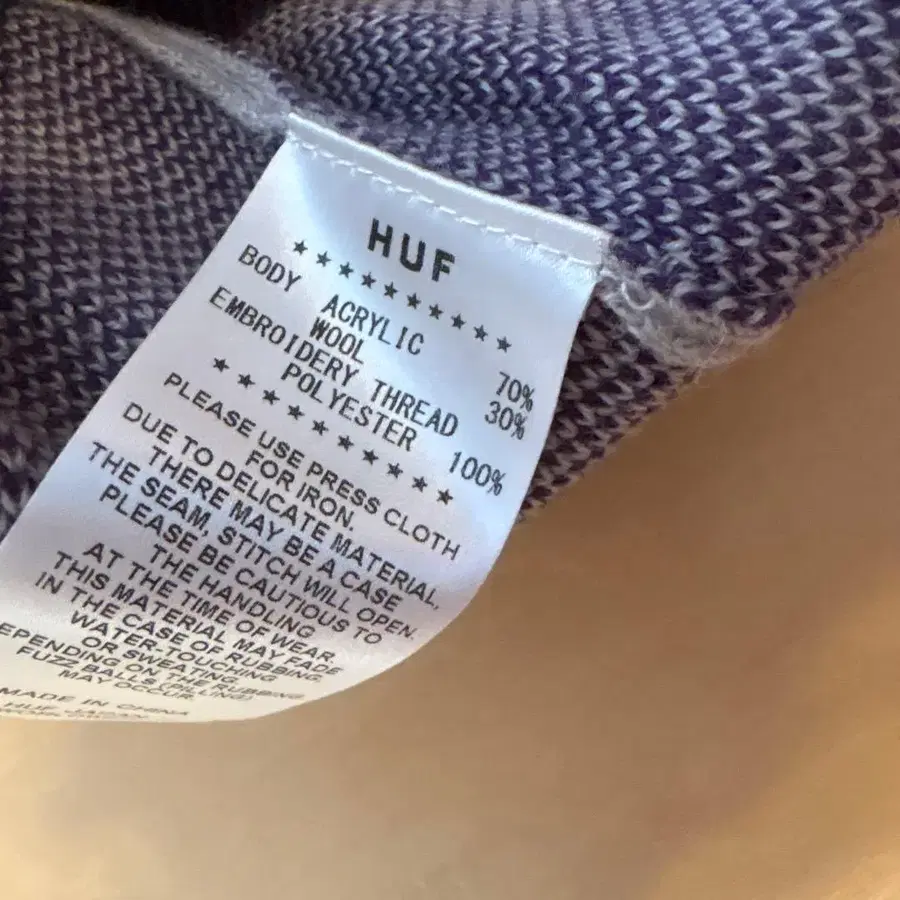 HUF
★★★★★★★★★★
BODY ACRYLIC 70%
WOOL 30%
EMBROIDERY THREAD
POLYESTER 100%
★★★★★★★★★★
PLEASE USE PRESS CLOTH
FOR IRON.
DUE TO DELICATE MATERIAL,
THERE MAY BE A CASE
THE SEAM, STITCH WILL OPEN.
PLEASE BE CAUTIOUS TO
THE HANDLING
AT THE TIME OF WEAR.
THIS MATERIAL MAY FADE
IN THE CASE OF RUBBING,
WATER-TOUCHING
OR SWEATING.
EPENDING ON THE RUBBING
FUZZ BALLS (PILLING)
MAY OCCUR.
MADE IN CHINA
HUF JAPAN